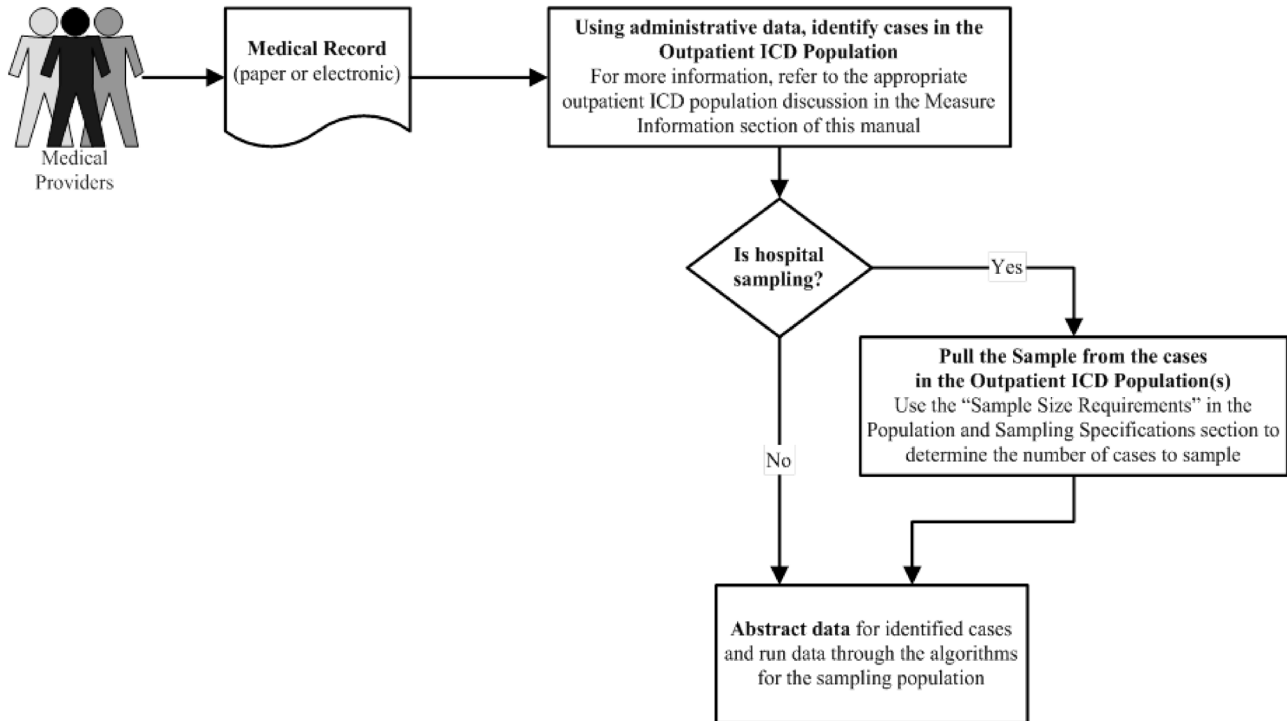 Medical
Providers
Medical Record
(paper or electronic)
Using administrative data, identify cases in the
Outpatient ICD Population
For more information, refer to the appropriate
outpatient ICD population discussion in the Measure
Information section of this manual
Is hospital
sampling?
Yes
Pull the Sample from the cases
in the Outpatient ICD Population(s)
Use the “Sample Size Requirements” in the
Population and Sampling Specifications section to
determine the number of cases to sample
No
Abstract data for identified cases
and run data through the algorithms
for the sampling population